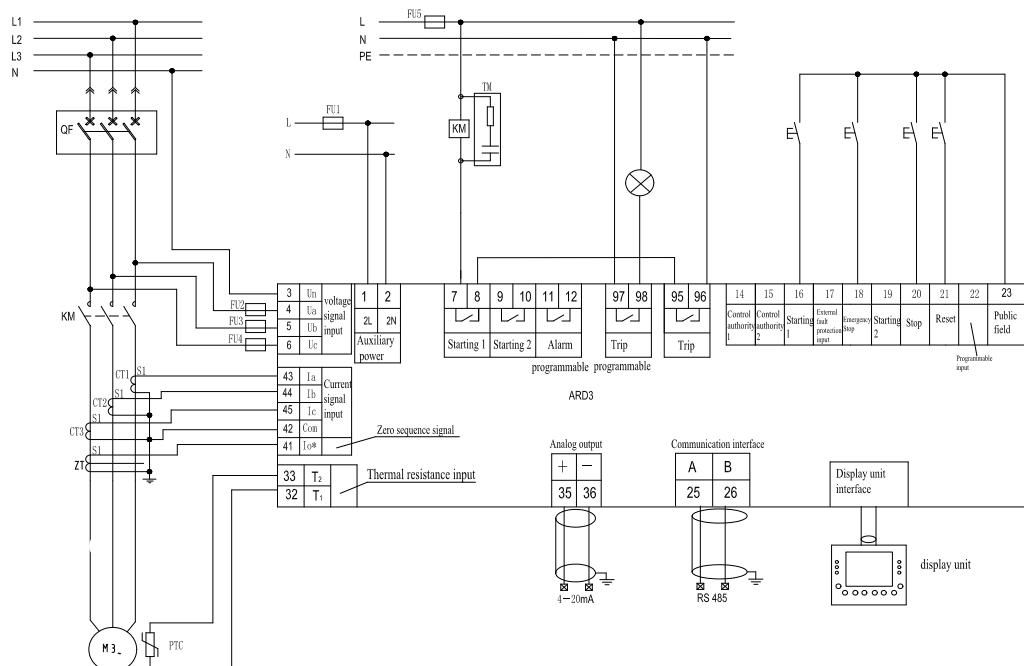 L1
L2
L3
N
QF
KM
L
N
PE
FU5
FU1
L
N
TM
KM
FU2
FU3
FU4
3 Un
4 Ua
5 Ub
6 Uc
voltage
signal
input
1 2
2L 2N
Auxiliary
power
7 8 9 10 11 12
Starting 1 Starting 2 Alarm
programmable
97 98
Trip
programmable
95 96
Trip
14 15 16 17 18 19 20 21 22 23
Control
authority
1
Control
authority
2
Starting
1
External
fault
protection
input
Emergency
Stop
Starting
2
Stop
Reset
Public
field
Programmable
input
ARD3
CT1 S1
CT2 S1
CT3 S1
ZT S1
43 Ia
44 Ib
45 Ic
42 Com
41 Io*
Current
signal
input
Zero sequence signal
33 T2
32 T1
Thermal resistance input
Analog output
+ −
35 36
4－20mA
Communication interface
A B
25 26
RS 485
Display unit
interface
display unit
M 3~
PTC